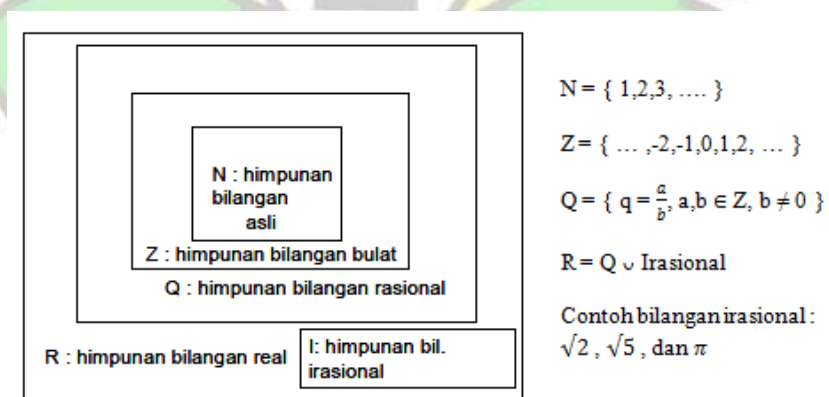 N : himpunan
bilangan
asli
Z : himpunan bilangan bulat
Q : himpunan bilangan rasional
R : himpunan bilangan real
I: himpunan bil.
irasional
N = { 1,2,3, .... }
Z = { ... ,-2,-1,0,1,2, ... }
Q = { q = a/b, a,b ∈ Z, b ≠ 0 }
R = Q ∪ Irasional
Contoh bilangan irasional :
√2 , √5 , dan π